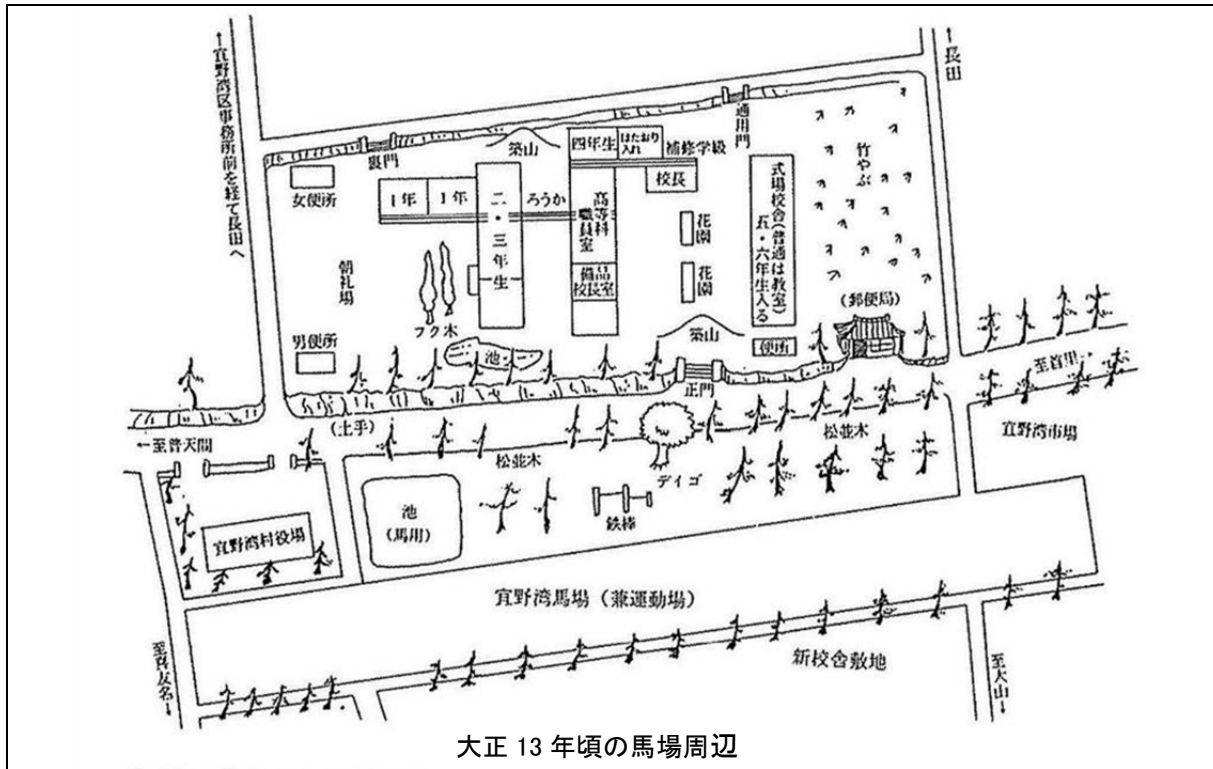 ←宜野湾区事務所前を経て長田へ
←長田
裏門
築山
四年生
はたおり入れ
補修学級
通用門
女便所
1年
1年
二・三年生
ろうか
高等科
職員室
校長
花園
式場校舎(普通は教室)
五・六年生入る
竹やぶ
朝礼場
フク木
備品
校長室
花園
(郵便局)
男便所
池
築山
便所
正門
至首里→
(土手)
←至普天間
松並木
松並木
宜野湾市場
デイゴ
池
(馬用)
鉄棒
宜野湾村役場
宜野湾馬場(兼運動場)
至喜友名→
新校舎敷地
至大山→
大正 13 年頃の馬場周辺